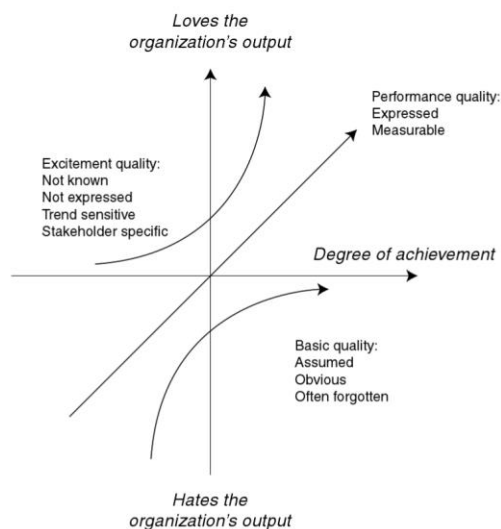 Loves the
organization's output
Performance quality:
Expressed
Measurable
Excitement quality:
Not known
Not expressed
Trend sensitive
Stakeholder specific
Degree of achievement
Basic quality:
Assumed
Obvious
Often forgotten
Hates the
organization's output